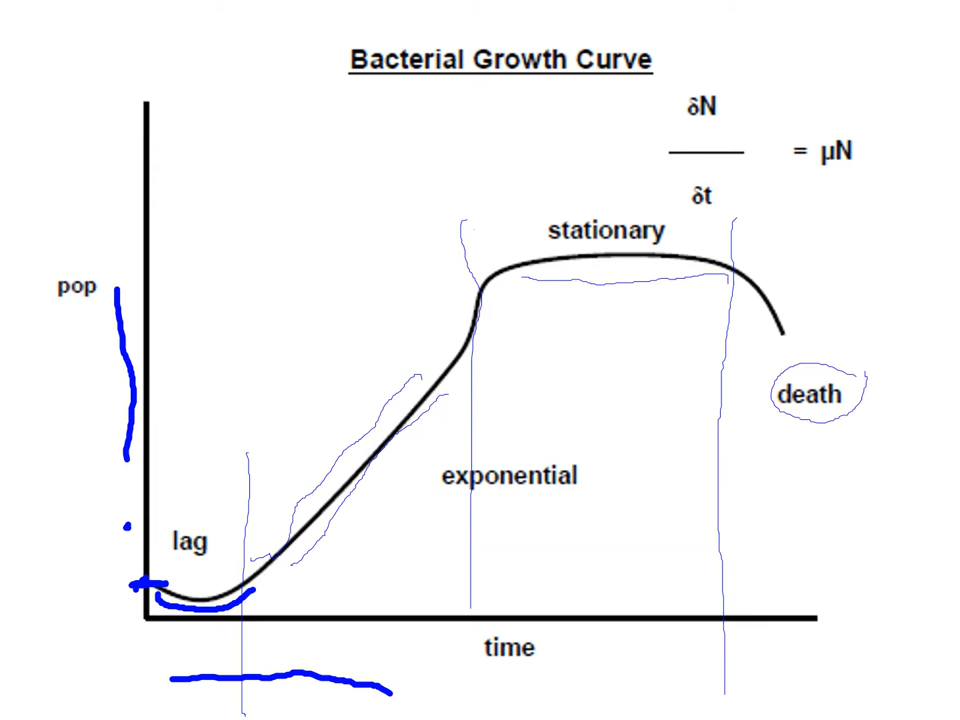 Bacterial Growth Curve
δN
= µN
δt
stationary
pop
death
exponential
lag
time